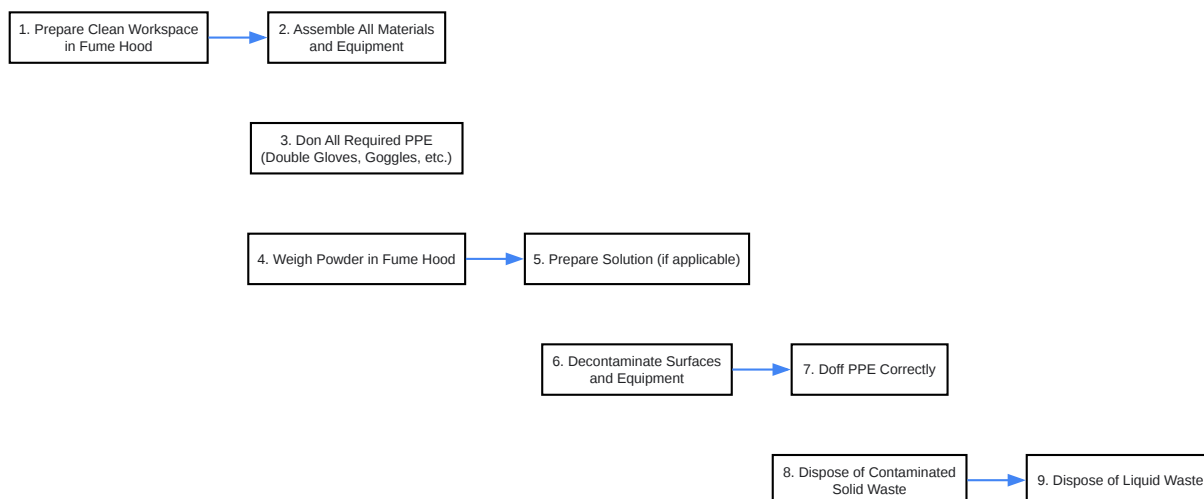 1. Prepare Clean Workspace
in Fume Hood
2. Assemble All Materials
and Equipment
3. Don All Required PPE
(Double Gloves, Goggles, etc.)
4. Weigh Powder in Fume Hood
5. Prepare Solution (if applicable)
6. Decontaminate Surfaces
and Equipment
7. Doff PPE Correctly
8. Dispose of Contaminated
Solid Waste
9. Dispose of Liquid Waste